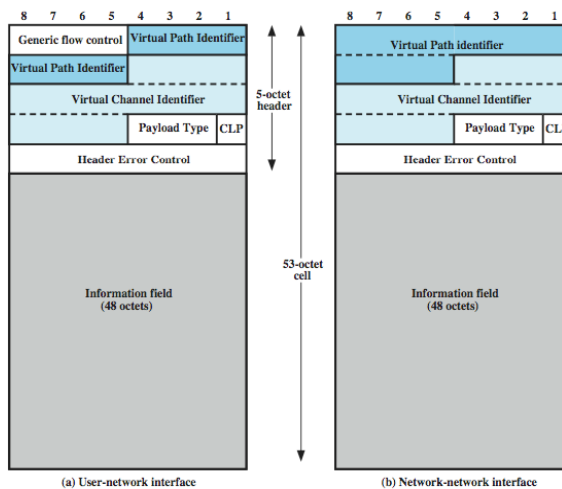 8 7 6 5 4 3 2 1
Generic flow control
Virtual Path Identifier
Virtual Path Identifier
Virtual Channel Identifier
Payload Type
CLP
Header Error Control
Information field
(48 octets)
(a) User-network interface
5-octet
header
53-octet
cell
8 7 6 5 4 3 2 1
Virtual Path identifier
Virtual Channel Identifier
Payload Type
CL
Header Error Control
Information field
(48 octets)
(b) Network-network interface